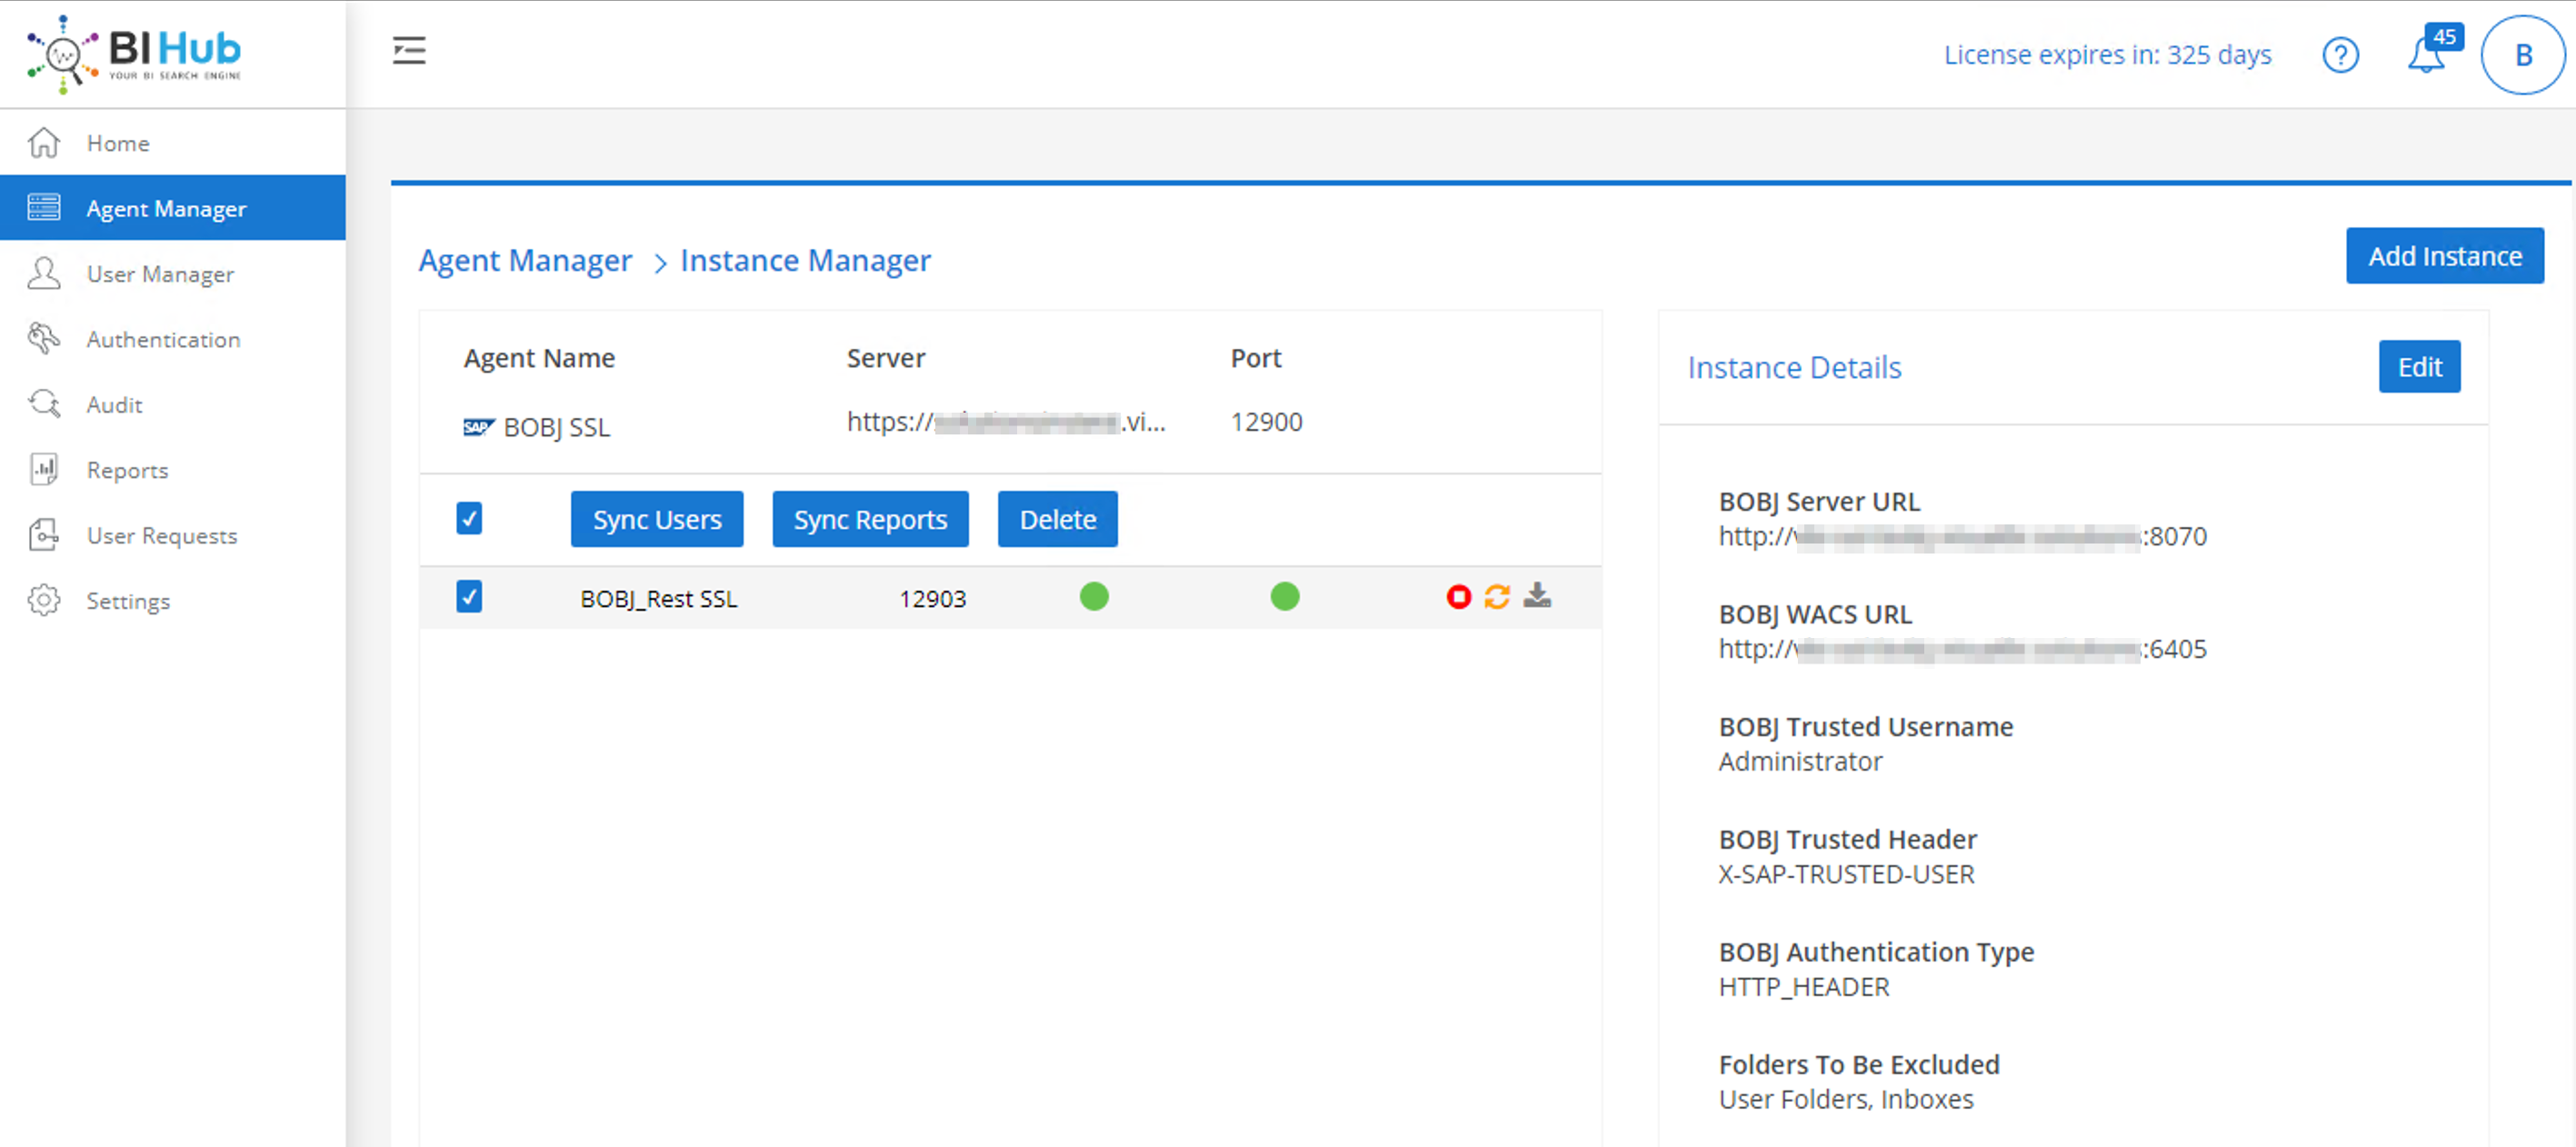 BI Hub
YOUR BI SEARCH ENGINE
License expires in: 325 days
?
45
B
Home
Agent Manager
User Manager
Authentication
Audit
Reports
User Requests
Settings
Agent Manager > Instance Manager
Add Instance
Agent Name Server Port
SAP BOBJ SSL https:// .vi... 12900
Sync Users Sync Reports Delete
BOBJ_Rest SSL 12903
Instance Details
Edit
BOBJ Server URL
http:// :8070
BOBJ WACS URL
http:// :6405
BOBJ Trusted Username
Administrator
BOBJ Trusted Header
X-SAP-TRUSTED-USER
BOBJ Authentication Type
HTTP_HEADER
Folders To Be Excluded
User Folders, Inboxes